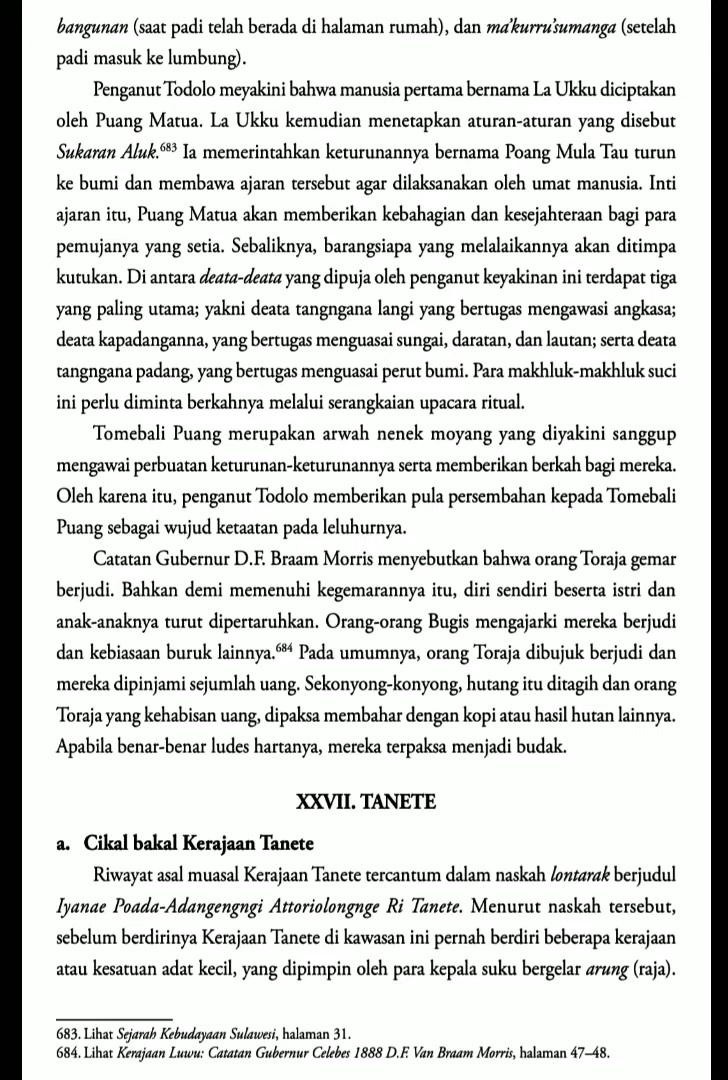 bangunan (saat padi telah berada di halaman rumah), dan ma'kurru'sumanga (setelah
padi masuk ke lumbung).
Penganut Todolo meyakini bahwa manusia pertama bernama La Ukku diciptakan
oleh Puang Matua. La Ukku kemudian menetapkan aturan-aturan yang disebut
Sukaran Aluk.683 Ia memerintahkan keturunannya bernama Poang Mula Tau turun
ke bumi dan membawa ajaran tersebut agar dilaksanakan oleh umat manusia. Inti
ajaran itu, Puang Matua akan memberikan kebahagian dan kesejahteraan bagi para
pemujanya yang setia. Sebaliknya, barangsiapa yang melalaikannya akan ditimpa
kutukan. Di antara deata-deata yang dipuja oleh penganut keyakinan ini terdapat tiga
yang paling utama; yakni deata tangngana langi yang bertugas mengawasi angkasa;
deata kapadanganna, yang bertugas menguasai sungai, daratan, dan lautan; serta deata
tangngana padang, yang bertugas menguasai perut bumi. Para makhluk-makhluk suci
ini perlu diminta berkahnya melalui serangkaian upacara ritual.
Tomebali Puang merupakan arwah nenek moyang yang diyakini sanggup
mengawai perbuatan keturunan-keturunannya serta memberikan berkah bagi mereka.
Oleh karena itu, penganut Todolo memberikan pula persembahan kepada Tomebali
Puang sebagai wujud ketaatan pada leluhurnya.
Catatan Gubernur D.F. Braam Morris menyebutkan bahwa orang Toraja gemar
berjudi. Bahkan demi memenuhi kegemarannya itu, diri sendiri beserta istri dan
anak-anaknya turut dipertaruhkan. Orang-orang Bugis mengajarki mereka berjudi
dan kebiasaan buruk lainnya.684 Pada umumnya, orang Toraja dibujuk berjudi dan
mereka dipinjami sejumlah uang. Sekonyong-konyong, hutang itu ditagih dan orang
Toraja yang kehabisan uang, dipaksa membahar dengan kopi atau hasil hutan lainnya.
Apabila benar-benar ludes hartanya, mereka terpaksa menjadi budak.
XXVII. TANETE
a. Cikal bakal Kerajaan Tanete
Riwayat asal muasal Kerajaan Tanete tercantum dalam naskah lontarak berjudul
Iyanae Poada-Adangengngi Attoriolongnge Ri Tanete. Menurut naskah tersebut,
sebelum berdirinya Kerajaan Tanete di kawasan ini pernah berdiri beberapa kerajaan
atau kesatuan adat kecil, yang dipimpin oleh para kepala suku bergelar arung (raja).
683. Lihat Sejarah Kebudayaan Sulawesi, halaman 31.
684. Lihat Kerajaan Luwu: Catatan Gubernur Celebes 1888 D.F. Van Braam Morris, halaman 47–48.